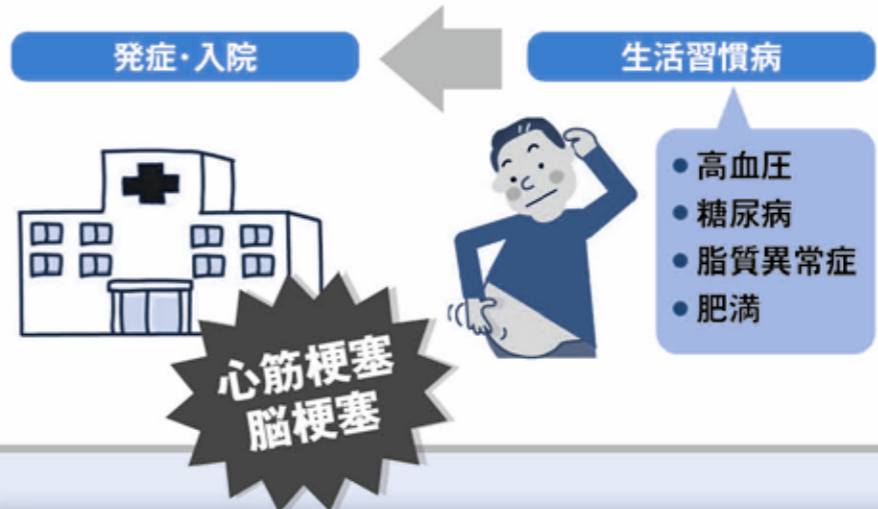 発症・入院
生活習慣病
● 高血圧
● 糖尿病
● 脂質異常症
● 肥満
心筋梗塞
脳梗塞